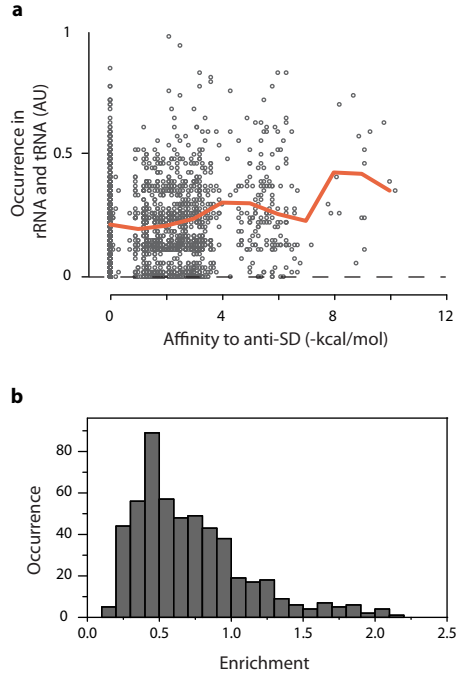 a
1
0.5
0
Occurrence in
rRNA and tRNA (AU)
0 4 8 12
Affinity to anti-SD (-kcal/mol)
b
80
60
40
20
0
Occurrence
0.0 0.5 1.0 1.5 2.0 2.5
Enrichment